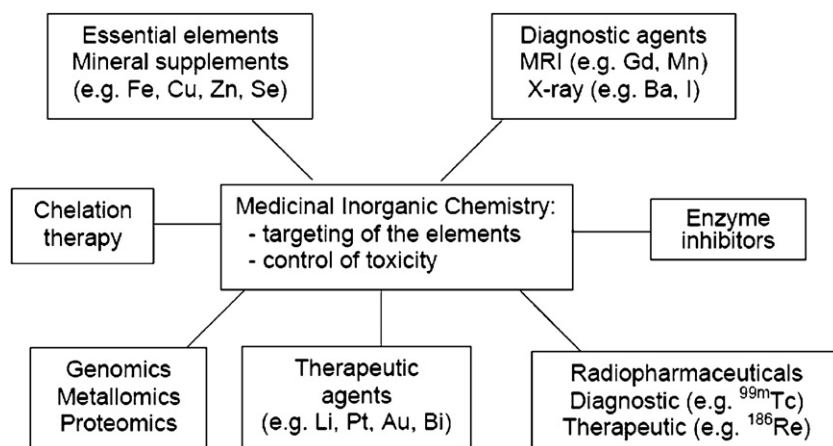 Essential elements
Mineral supplements
(e.g. Fe, Cu, Zn, Se)
Diagnostic agents
MRI (e.g. Gd, Mn)
X-ray (e.g. Ba, I)
Chelation
therapy
Medicinal Inorganic Chemistry:
- targeting of the elements
- control of toxicity
Enzyme
inhibitors
Genomics
Metallomics
Proteomics
Therapeutic
agents
(e.g. Li, Pt, Au, Bi)
Radiopharmaceuticals
Diagnostic (e.g. ⁹⁹ᵐTc)
Therapeutic (e.g. ¹⁸⁶Re)